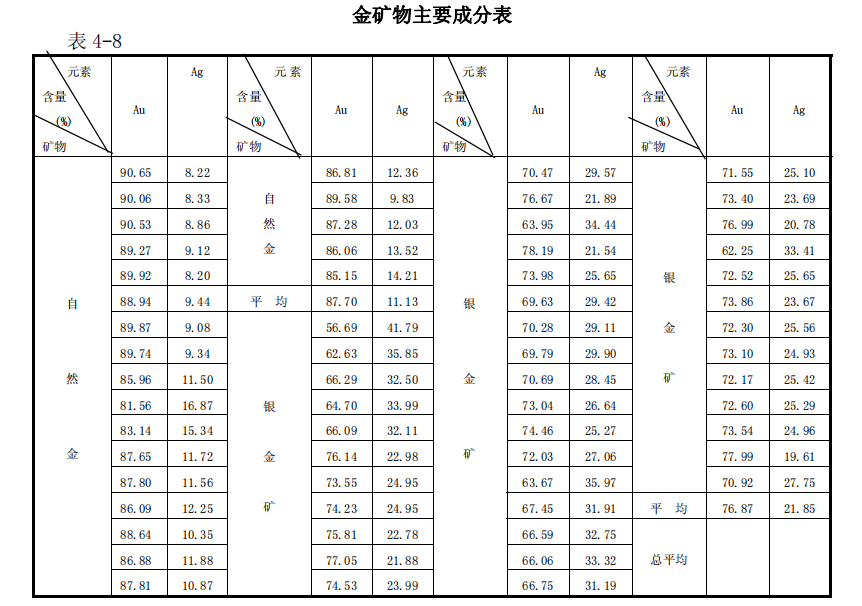 金矿物主要成分表
表 4-8
元素 含量 (%) 矿物 Au Ag 元素 含量 (%) 矿物 Au Ag 元素 含量 (%) 矿物 Au Ag 元素 含量 (%) 矿物 Au Ag
自然金 90.65 8.22 自然金 86.81 12.36 银金矿 70.47 29.57 银金矿 71.55 25.10
90.06 8.33 89.58 9.83 76.67 21.89 73.40 23.69
90.53 8.86 87.28 12.03 63.95 34.44 76.99 20.78
89.27 9.12 86.06 13.52 78.19 21.54 62.25 33.41
89.92 8.20 85.15 14.21 73.98 25.65 72.52 25.65
88.94 9.44 平 均 87.70 11.13 69.63 29.42 73.86 23.67
89.87 9.08 银金矿 56.69 41.79 70.28 29.11 72.30 25.56
89.74 9.34 62.63 35.85 69.79 29.90 73.10 24.93
85.96 11.50 66.29 32.50 70.69 28.45 72.17 25.42
81.56 16.87 64.70 33.99 73.04 26.64 72.60 25.29
83.14 15.34 66.09 32.11 74.46 25.27 73.54 24.96
87.65 11.72 76.14 22.98 72.03 27.06 77.99 19.61
87.80 11.56 73.55 24.95 63.67 35.97 70.92 27.75
86.09 12.25 74.23 24.95 67.45 31.91 平 均 76.87 21.85
88.64 10.35 75.81 22.78 66.59 32.75 总平均
86.88 11.88 77.05 21.88 66.06 33.32
87.81 10.87 74.53 23.99 66.75 31.19